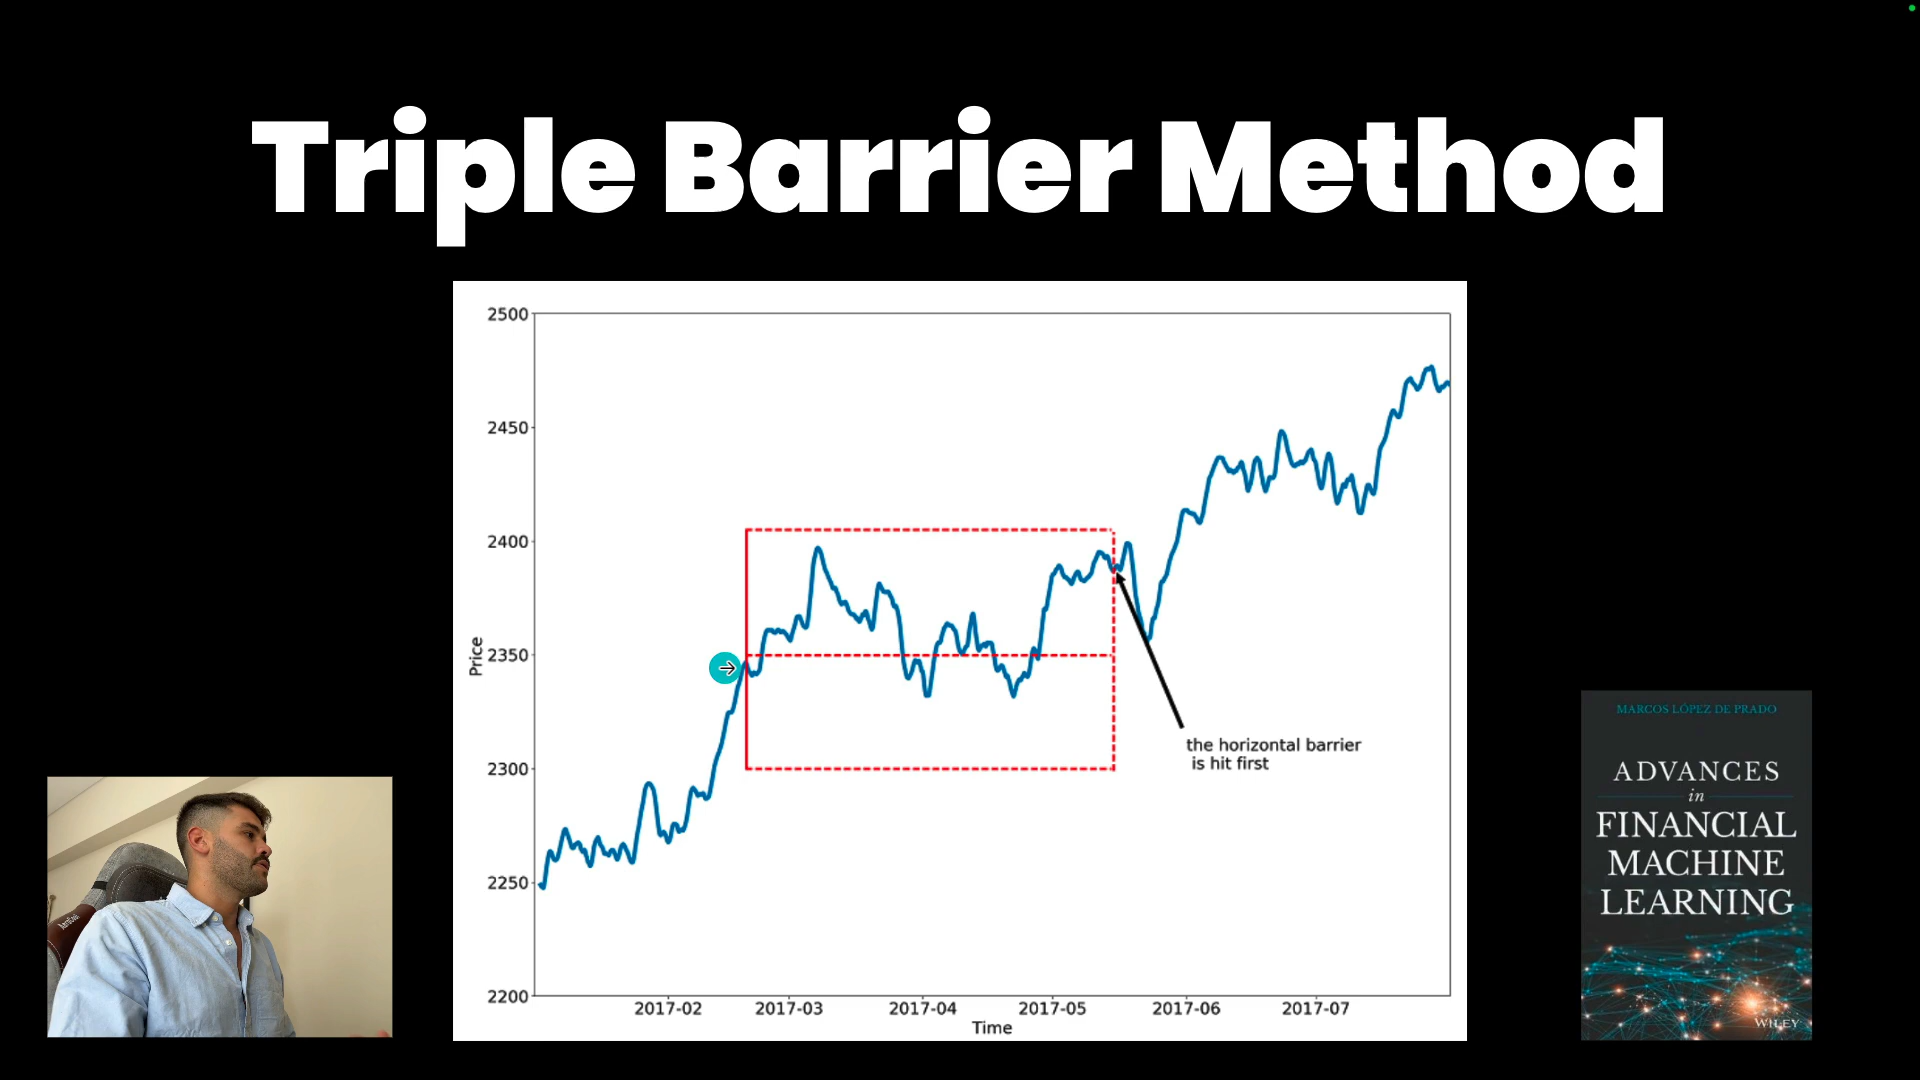 Triple Barrier Method
2500
2450
2400
2350
2300
2250
2200
Price
the horizontal barrier
is hit first
2017-02 2017-03 2017-04 2017-05 2017-06 2017-07
Time
MARCOS LÓPEZ DE PRADO
ADVANCES
in
FINANCIAL
MACHINE
LEARNING
WILEY